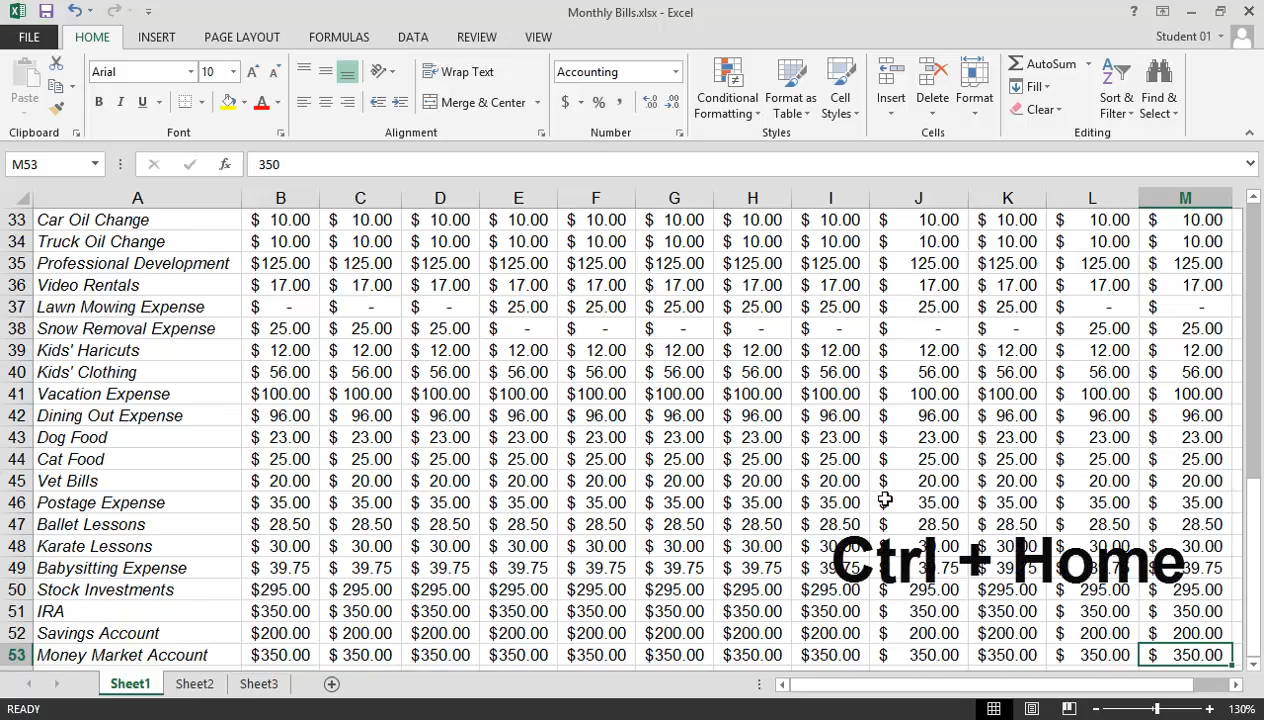 Monthly Bills.xlsx - Excel
FILE HOME INSERT PAGE LAYOUT FORMULAS DATA REVIEW VIEW Student 01
Arial 10 Wrap Text Accounting AutoSum
Paste B I U Merge & Center $ % , Conditional Formatting Format as Table Cell Styles Insert Delete Format Fill Clear Sort & Filter Find & Select
Clipboard Font Alignment Number Styles Cells Editing
M53 fx 350
A B C D E F G H I J K L M
33 Car Oil Change $ 10.00 $ 10.00 $ 10.00 $ 10.00 $ 10.00 $ 10.00 $ 10.00 $ 10.00 $ 10.00 $ 10.00 $ 10.00 $ 10.00
34 Truck Oil Change $ 10.00 $ 10.00 $ 10.00 $ 10.00 $ 10.00 $ 10.00 $ 10.00 $ 10.00 $ 10.00 $ 10.00 $ 10.00 $ 10.00
35 Professional Development $125.00 $ 125.00 $125.00 $125.00 $125.00 $125.00 $125.00 $125.00 $ 125.00 $125.00 $ 125.00 $ 125.00
36 Video Rentals $ 17.00 $ 17.00 $ 17.00 $ 17.00 $ 17.00 $ 17.00 $ 17.00 $ 17.00 $ 17.00 $ 17.00 $ 17.00 $ 17.00
37 Lawn Mowing Expense $ - $ - $ - $ 25.00 $ 25.00 $ 25.00 $ 25.00 $ 25.00 $ 25.00 $ 25.00 $ - $ -
38 Snow Removal Expense $ 25.00 $ 25.00 $ 25.00 $ - $ - $ - $ - $ - $ - $ - $ 25.00 $ 25.00
39 Kids' Haricuts $ 12.00 $ 12.00 $ 12.00 $ 12.00 $ 12.00 $ 12.00 $ 12.00 $ 12.00 $ 12.00 $ 12.00 $ 12.00 $ 12.00
40 Kids' Clothing $ 56.00 $ 56.00 $ 56.00 $ 56.00 $ 56.00 $ 56.00 $ 56.00 $ 56.00 $ 56.00 $ 56.00 $ 56.00 $ 56.00
41 Vacation Expense $100.00 $ 100.00 $100.00 $100.00 $100.00 $100.00 $100.00 $100.00 $ 100.00 $100.00 $ 100.00 $ 100.00
42 Dining Out Expense $ 96.00 $ 96.00 $ 96.00 $ 96.00 $ 96.00 $ 96.00 $ 96.00 $ 96.00 $ 96.00 $ 96.00 $ 96.00 $ 96.00
43 Dog Food $ 23.00 $ 23.00 $ 23.00 $ 23.00 $ 23.00 $ 23.00 $ 23.00 $ 23.00 $ 23.00 $ 23.00 $ 23.00 $ 23.00
44 Cat Food $ 25.00 $ 25.00 $ 25.00 $ 25.00 $ 25.00 $ 25.00 $ 25.00 $ 25.00 $ 25.00 $ 25.00 $ 25.00 $ 25.00
45 Vet Bills $ 20.00 $ 20.00 $ 20.00 $ 20.00 $ 20.00 $ 20.00 $ 20.00 $ 20.00 $ 20.00 $ 20.00 $ 20.00 $ 20.00
46 Postage Expense $ 35.00 $ 35.00 $ 35.00 $ 35.00 $ 35.00 $ 35.00 $ 35.00 $ 35.00 $ 35.00 $ 35.00 $ 35.00 $ 35.00
47 Ballet Lessons $ 28.50 $ 28.50 $ 28.50 $ 28.50 $ 28.50 $ 28.50 $ 28.50 $ 28.50 $ 28.50 $ 28.50 $ 28.50 $ 28.50
48 Karate Lessons $ 30.00 $ 30.00 $ 30.00 $ 30.00 $ 30.00 $ 30.00 $ 30.00 $ 30.00 $ 30.00 $ 30.00 $ 30.00 $ 30.00
Ctrl + Home
49 Babysitting Expense $ 39.75 $ 39.75 $ 39.75 $ 39.75 $ 39.75 $ 39.75 $ 39.75 $ 39.75 $ 39.75 $ 39.75 $ 39.75 $ 39.75
50 Stock Investments $295.00 $ 295.00 $295.00 $295.00 $295.00 $295.00 $295.00 $295.00 $ 295.00 $295.00 $ 295.00 $ 295.00
51 IRA $350.00 $ 350.00 $350.00 $350.00 $350.00 $350.00 $350.00 $350.00 $ 350.00 $350.00 $ 350.00 $ 350.00
52 Savings Account $200.00 $ 200.00 $200.00 $200.00 $200.00 $200.00 $200.00 $200.00 $ 200.00 $200.00 $ 200.00 $ 200.00
53 Money Market Account $350.00 $ 350.00 $350.00 $350.00 $350.00 $350.00 $350.00 $350.00 $ 350.00 $350.00 $ 350.00 $ 350.00
Sheet1 Sheet2 Sheet3
READY 130%